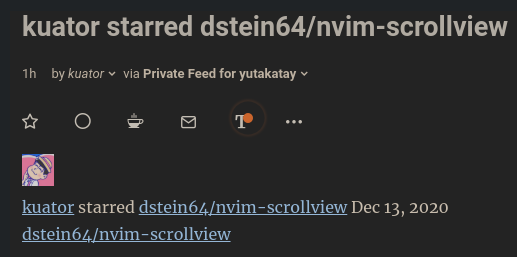 kuator starred dstein64/nvim-scrollview
1h by kuator via Private Feed for yutakatay
T
kuator starred dstein64/nvim-scrollview Dec 13, 2020
dstein64/nvim-scrollview